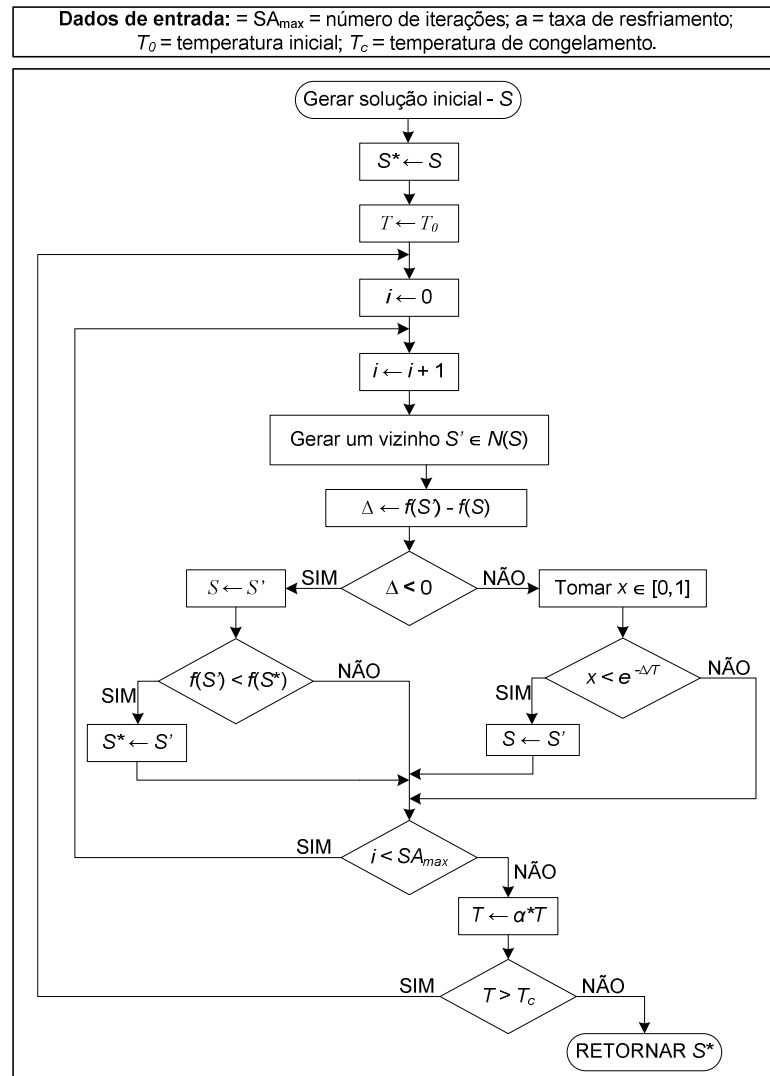 Dados de entrada: = SAmax = número de iterações; a = taxa de resfriamento;
T0 = temperatura inicial; Tc = temperatura de congelamento.
Gerar solução inicial - S
S* ← S
T ← T0
i ← 0
i ← i + 1
Gerar um vizinho S’ ∈ N(S)
Δ ← f(S’) - f(S)
S ← S’
SIM
Δ < 0
NÃO
Tomar x ∈ [0,1]
f(S’) < f(S*)
NÃO
SIM
x < e^-Δ/T
NÃO
SIM
S* ← S’
S ← S’
SIM
i < SAmax
NÃO
T ← α*T
SIM
T > Tc
NÃO
RETORNAR S*